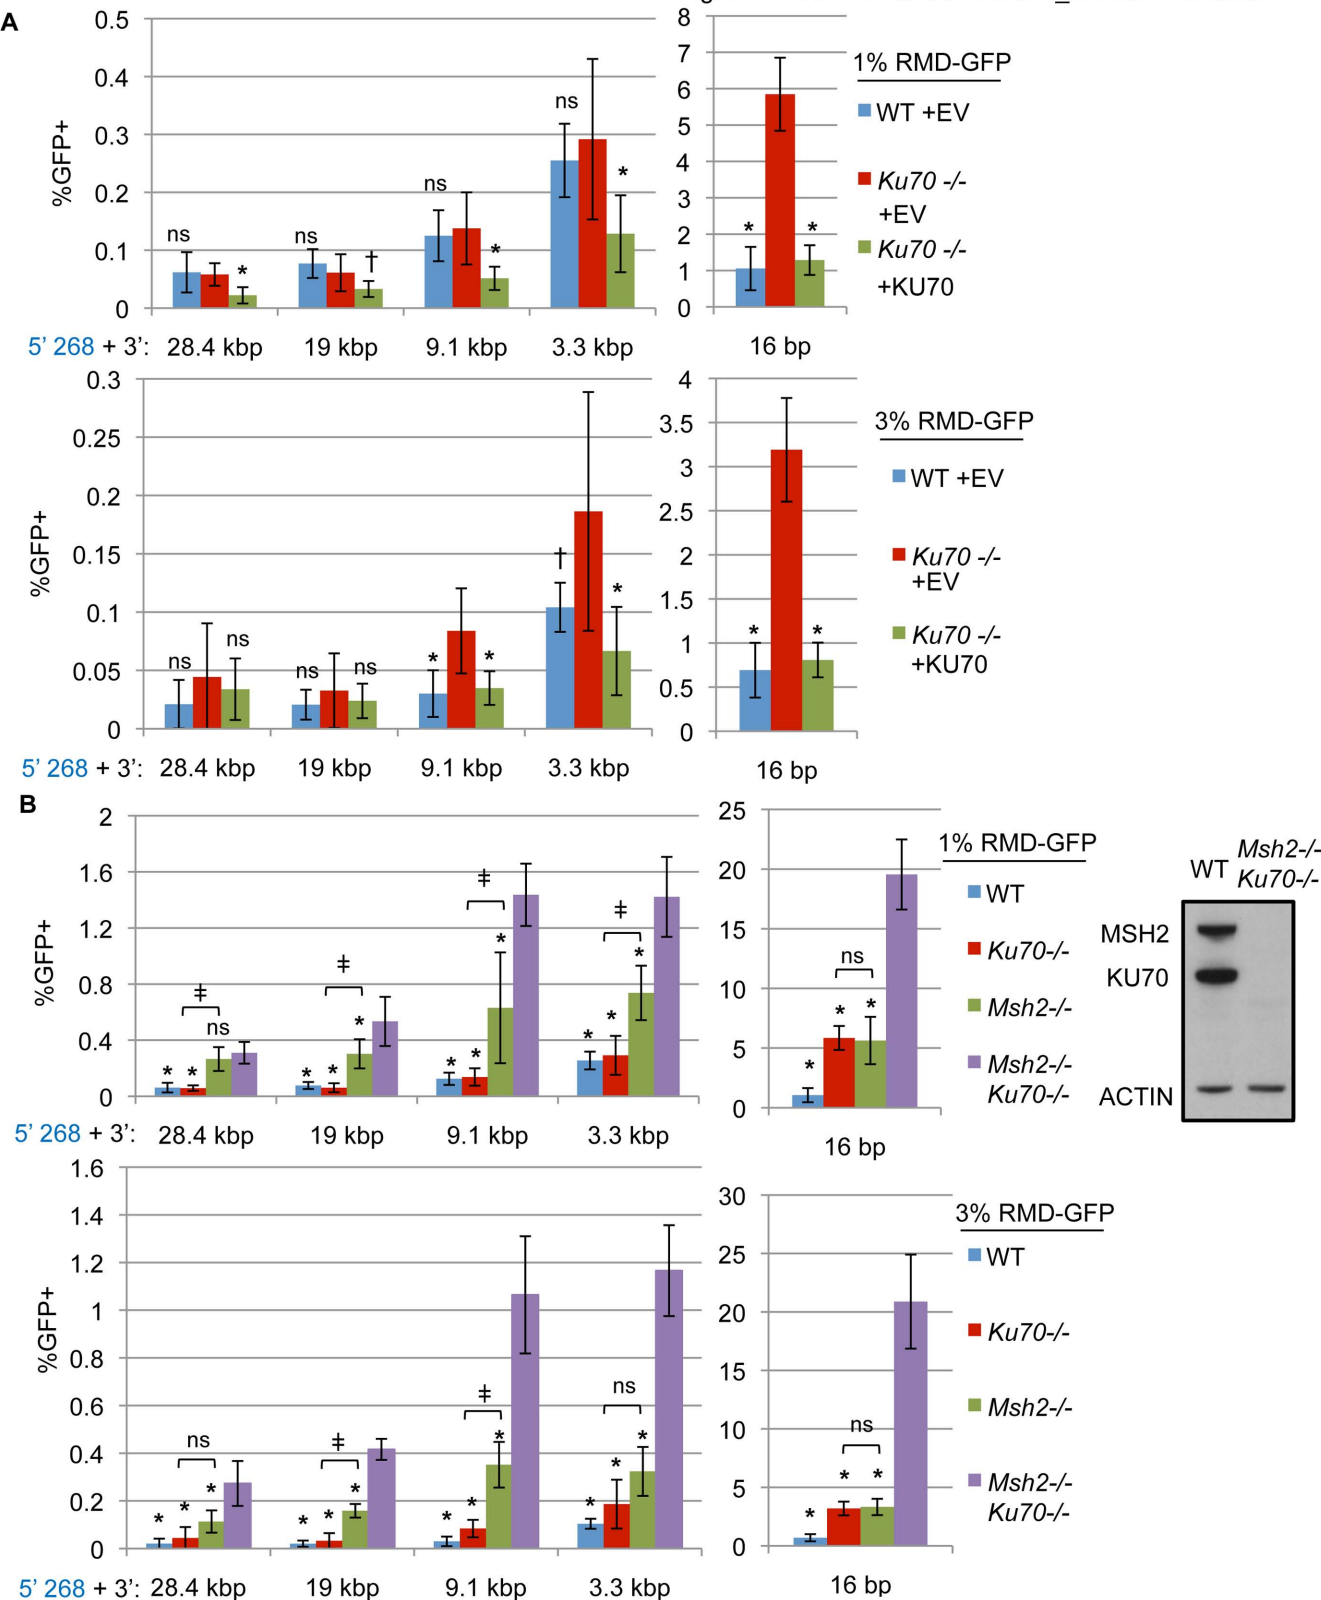 A
%GFP+
0.5
0.4
0.3
0.2
0.1
0
ns
*
ns
†
ns
*
ns
*
5’ 268 + 3’: 28.4 kbp 19 kbp 9.1 kbp 3.3 kbp
8
7
6
5
4
3
2
1
0
* *
16 bp
1% RMD-GFP
WT +EV
Ku70 -/-
+EV
Ku70 -/-
+KU70
%GFP+
0.3
0.25
0.2
0.15
0.1
0.05
0
ns ns
ns ns
* *
† *
5’ 268 + 3’: 28.4 kbp 19 kbp 9.1 kbp 3.3 kbp
4
3.5
3
2.5
2
1.5
1
0.5
0
* *
16 bp
3% RMD-GFP
WT +EV
Ku70 -/-
+EV
Ku70 -/-
+KU70
B
%GFP+
2
1.6
1.2
0.8
0.4
0
‡
* * ns
‡
* * *
‡
* * *
‡
* * *
5’ 268 + 3’: 28.4 kbp 19 kbp 9.1 kbp 3.3 kbp
25
20
15
10
5
0
ns
* * *
16 bp
1% RMD-GFP
WT
Ku70-/-
Msh2-/-
Msh2-/-
Ku70-/-
WT Msh2-/-
Ku70-/-
MSH2
KU70
ACTIN
%GFP+
1.6
1.4
1.2
1
0.8
0.6
0.4
0.2
0
ns
* * *
‡
* * *
‡
* * *
ns
* * *
5’ 268 + 3’: 28.4 kbp 19 kbp 9.1 kbp 3.3 kbp
30
25
20
15
10
5
0
ns
* * *
16 bp
3% RMD-GFP
WT
Ku70-/-
Msh2-/-
Msh2-/-
Ku70-/-